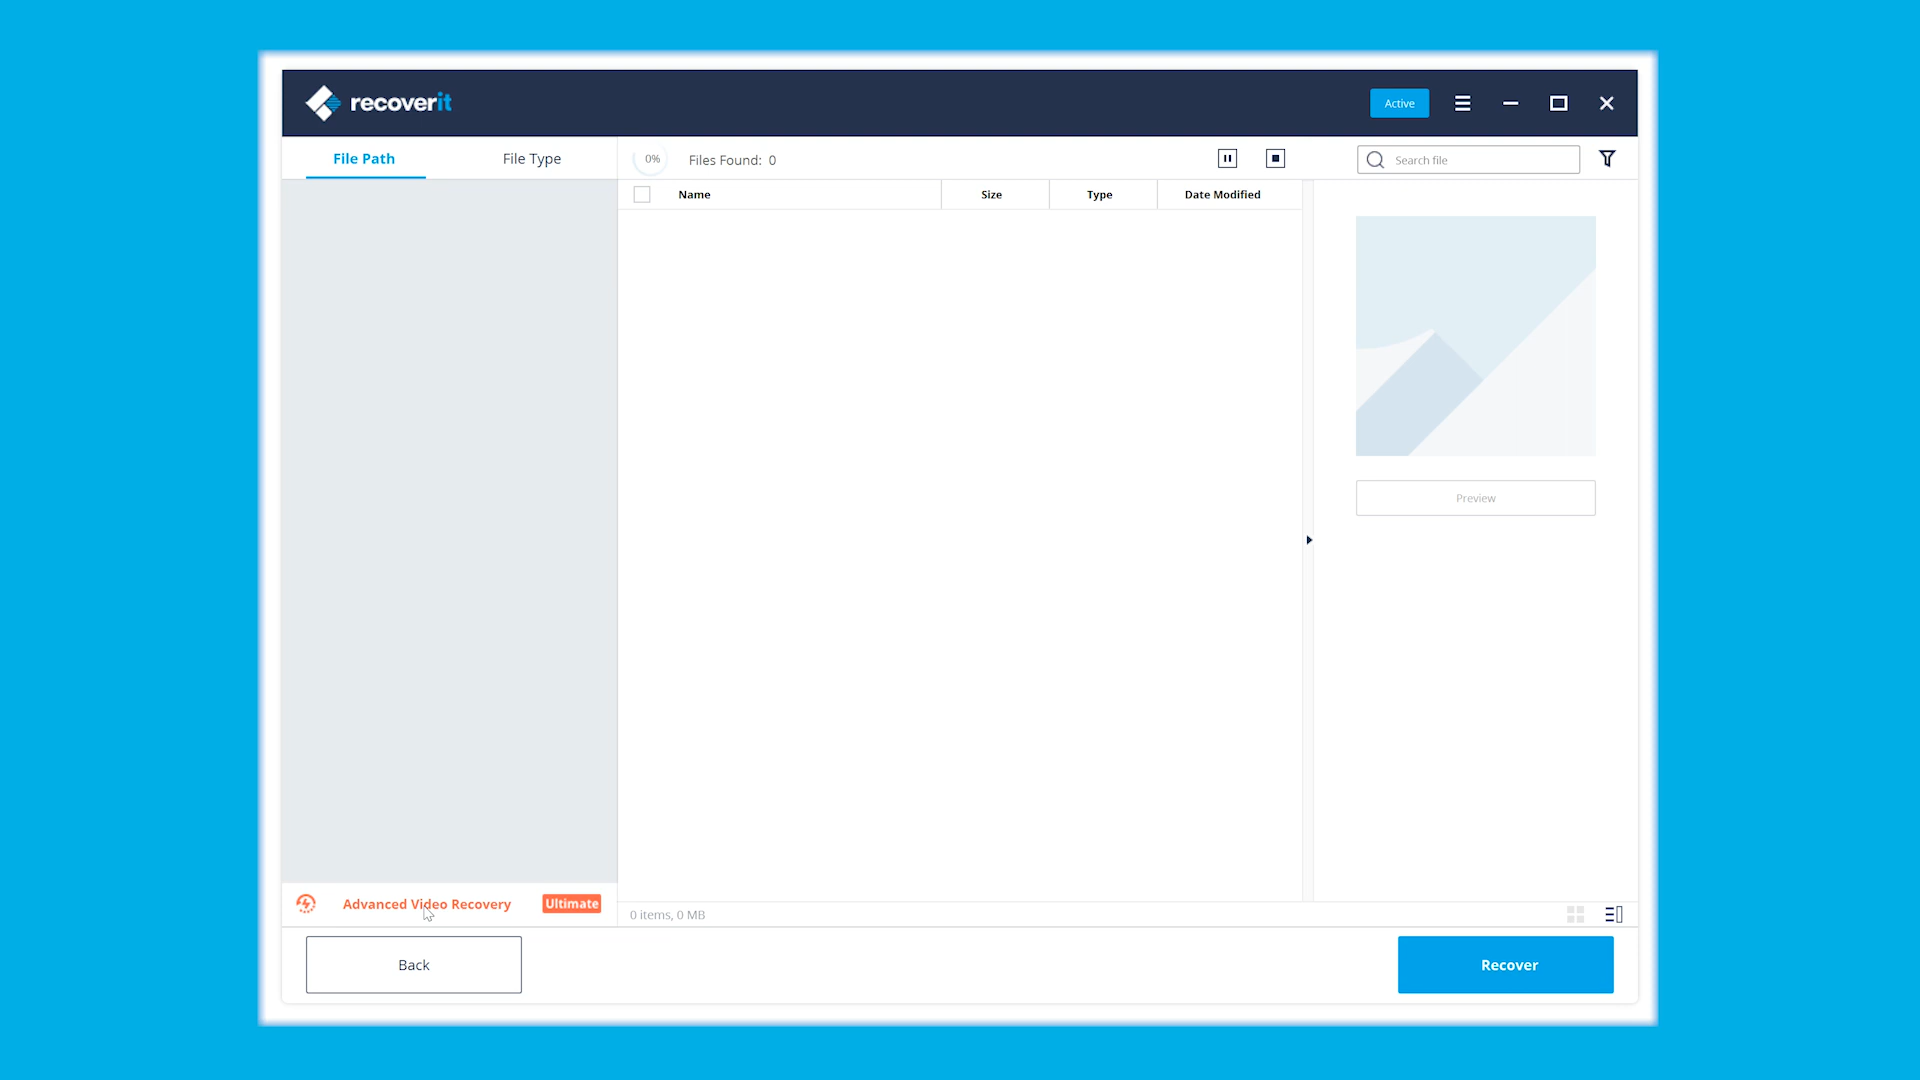 recoverit
Active
File Path
File Type
0%
Files Found: 0
Search file
Name
Size
Type
Date Modified
Preview
Advanced Video Recovery
Ultimate
0 items, 0 MB
Back
Recover